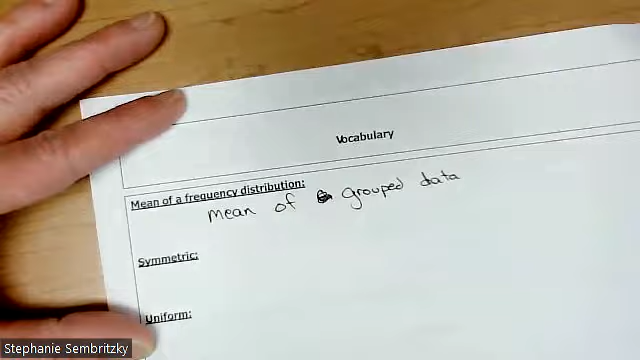 Vocabulary
Mean of a frequency distribution:
Mean of grouped data
Symmetric:
Uniform:
Stephanie Sembritzky